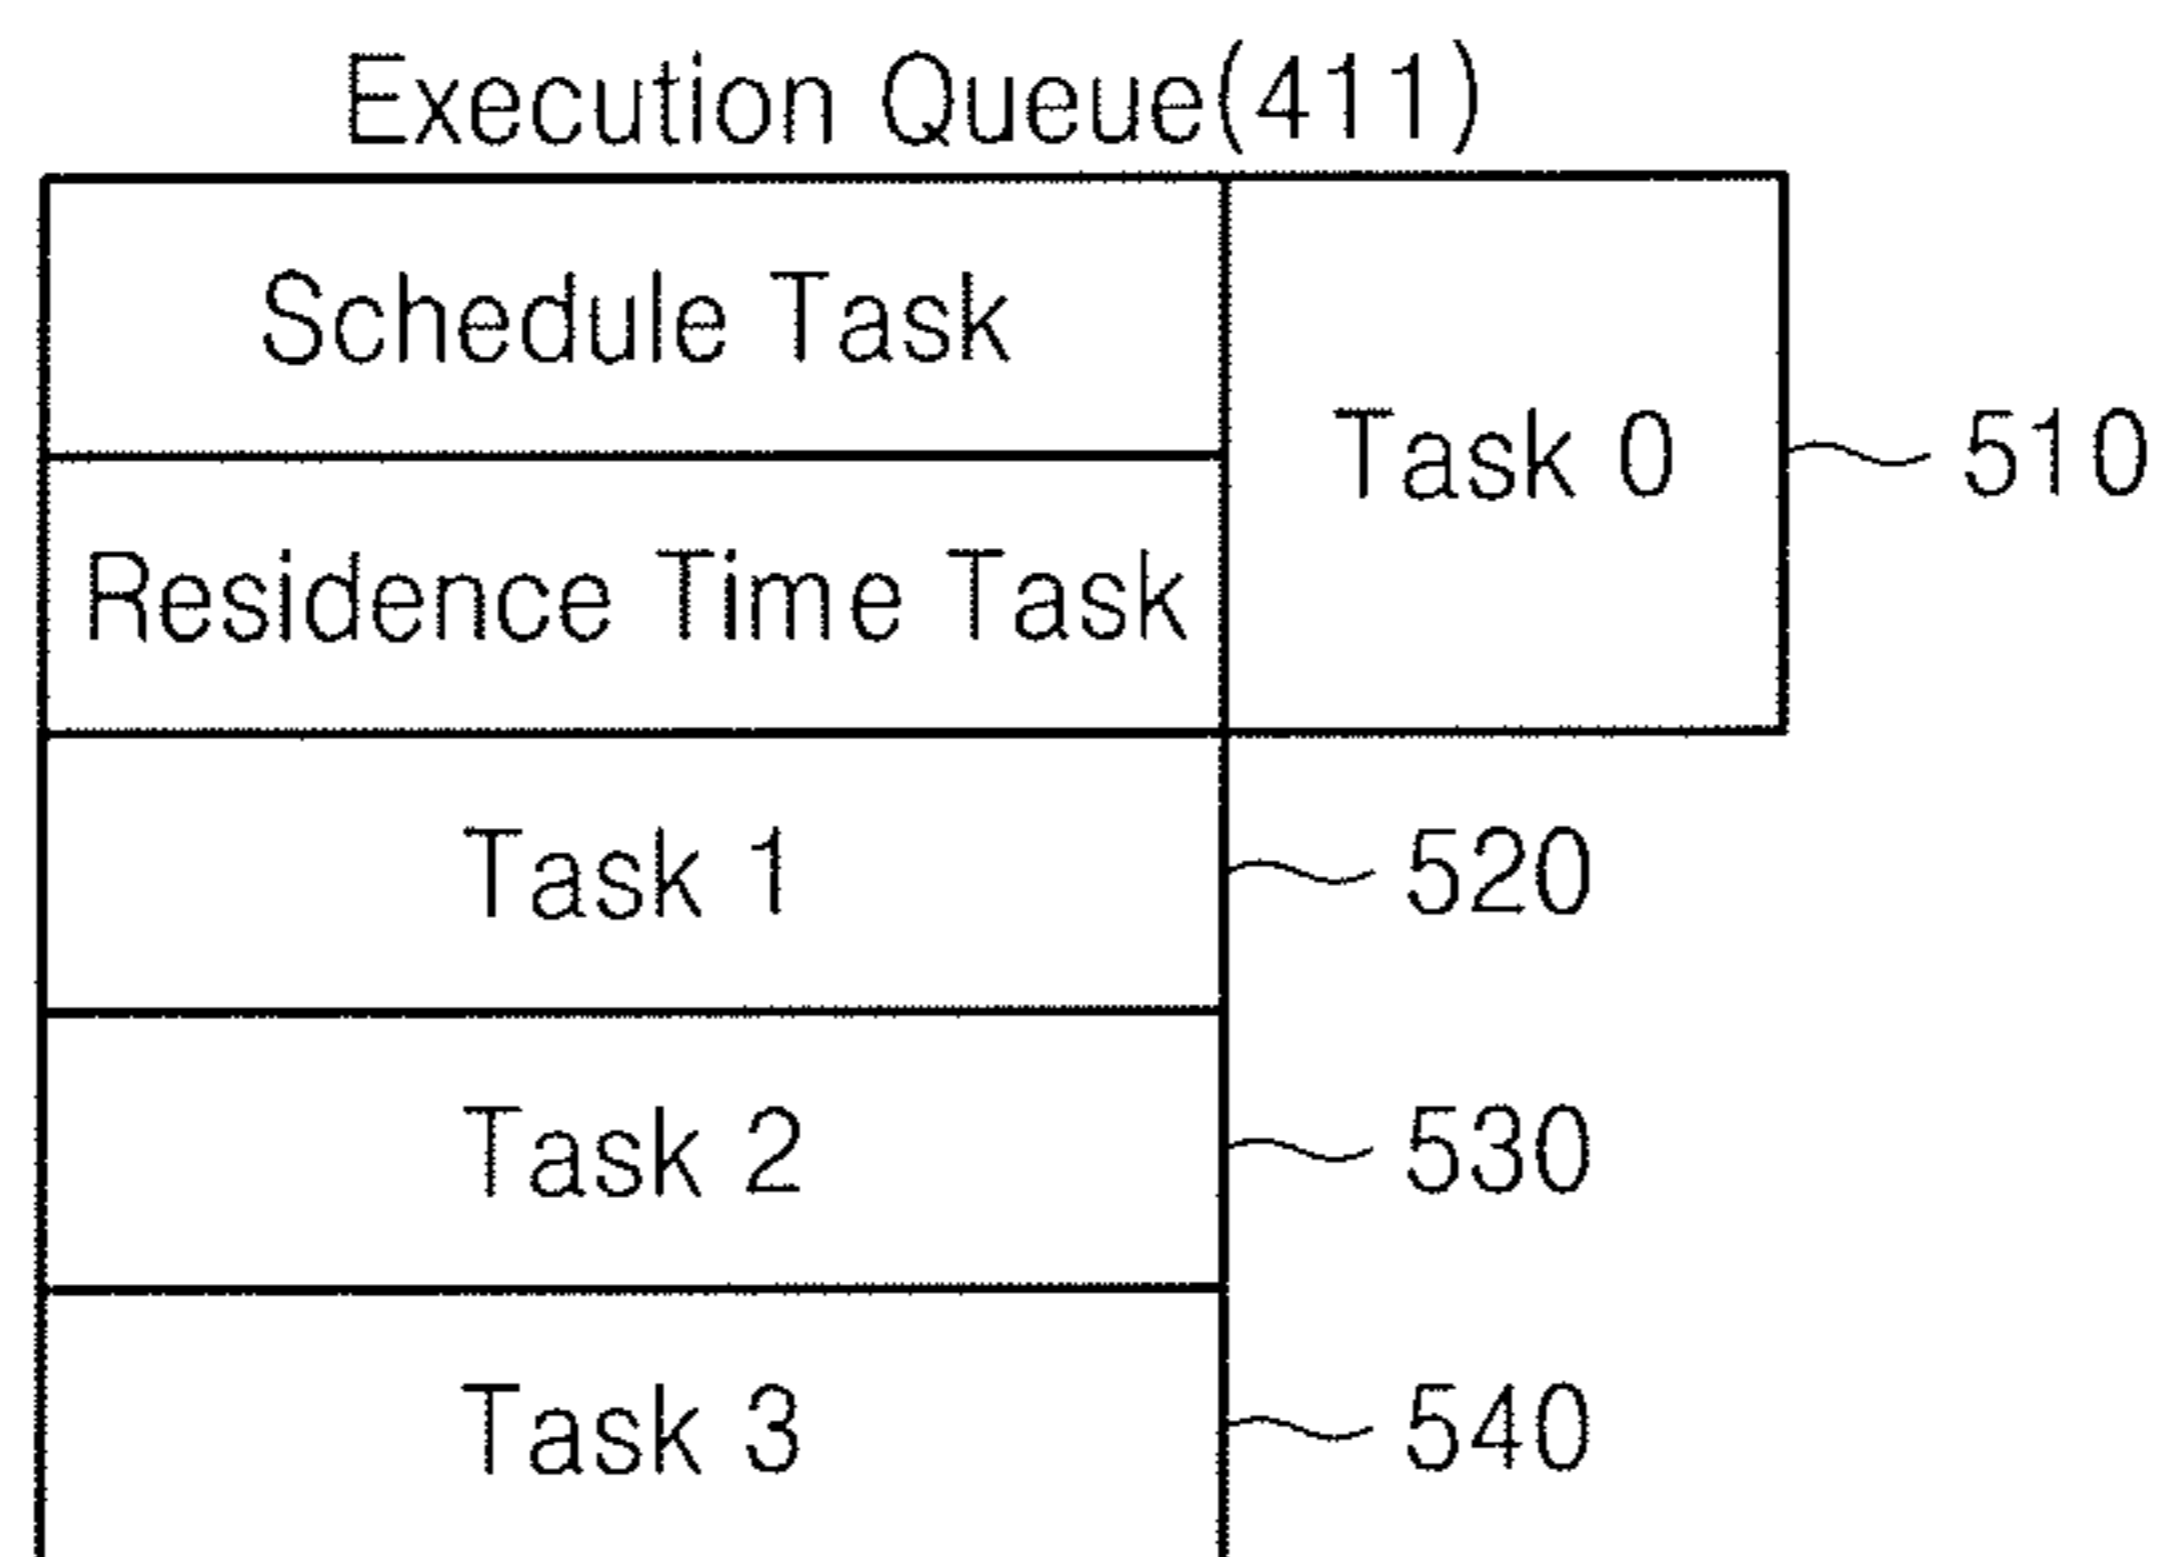 Execution Queue(411)
Schedule Task
Task 0
510
Residence Time Task
Task 1
520
Task 2
530
Task 3
540